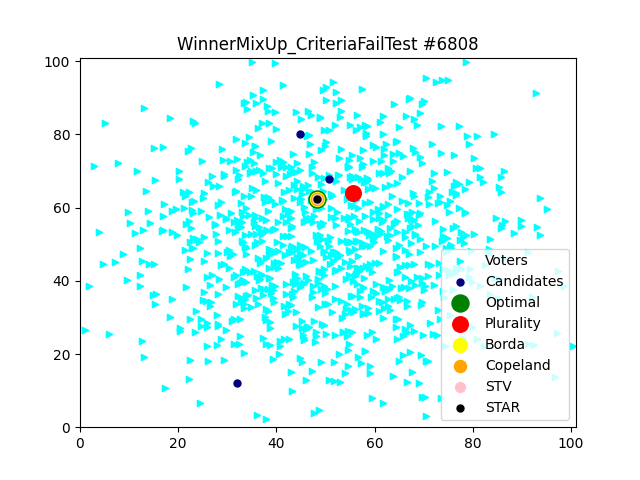 WinnerMixUp_CriteriaFailTest #6808
100
80
60
40
20
0
0
20
40
60
80
100
Voters
Candidates
Optimal
Plurality
Borda
Copeland
STV
STAR